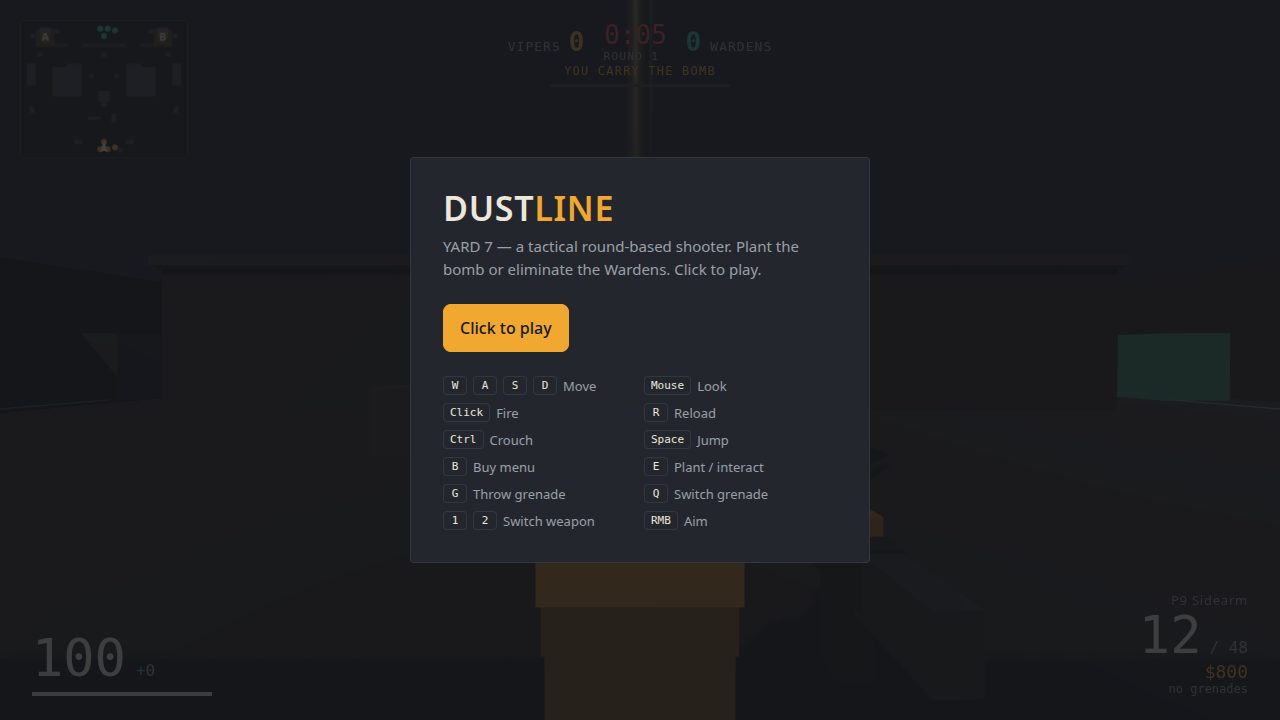 A
B
VIPERS 0 0:05 0 WARDENS
ROUND 1
YOU CARRY THE BOMB
DUSTLINE
YARD 7 — a tactical round-based shooter. Plant the
bomb or eliminate the Wardens. Click to play.
Click to play
W A S D Move
Mouse Look
Click Fire
R Reload
Ctrl Crouch
Space Jump
B Buy menu
E Plant / interact
G Throw grenade
Q Switch grenade
1 2 Switch weapon
RMB Aim
100 +0
P9 Sidearm
12 / 48
$800
no grenades